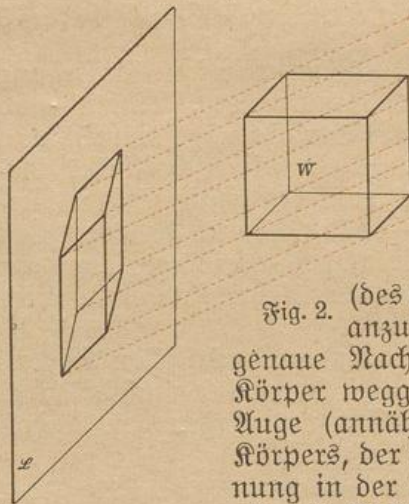 W
Fig. 2.
(des
anzu
genaue Nach
Körper wegg
Auge (annäh
Körpers, der
nung in der
L